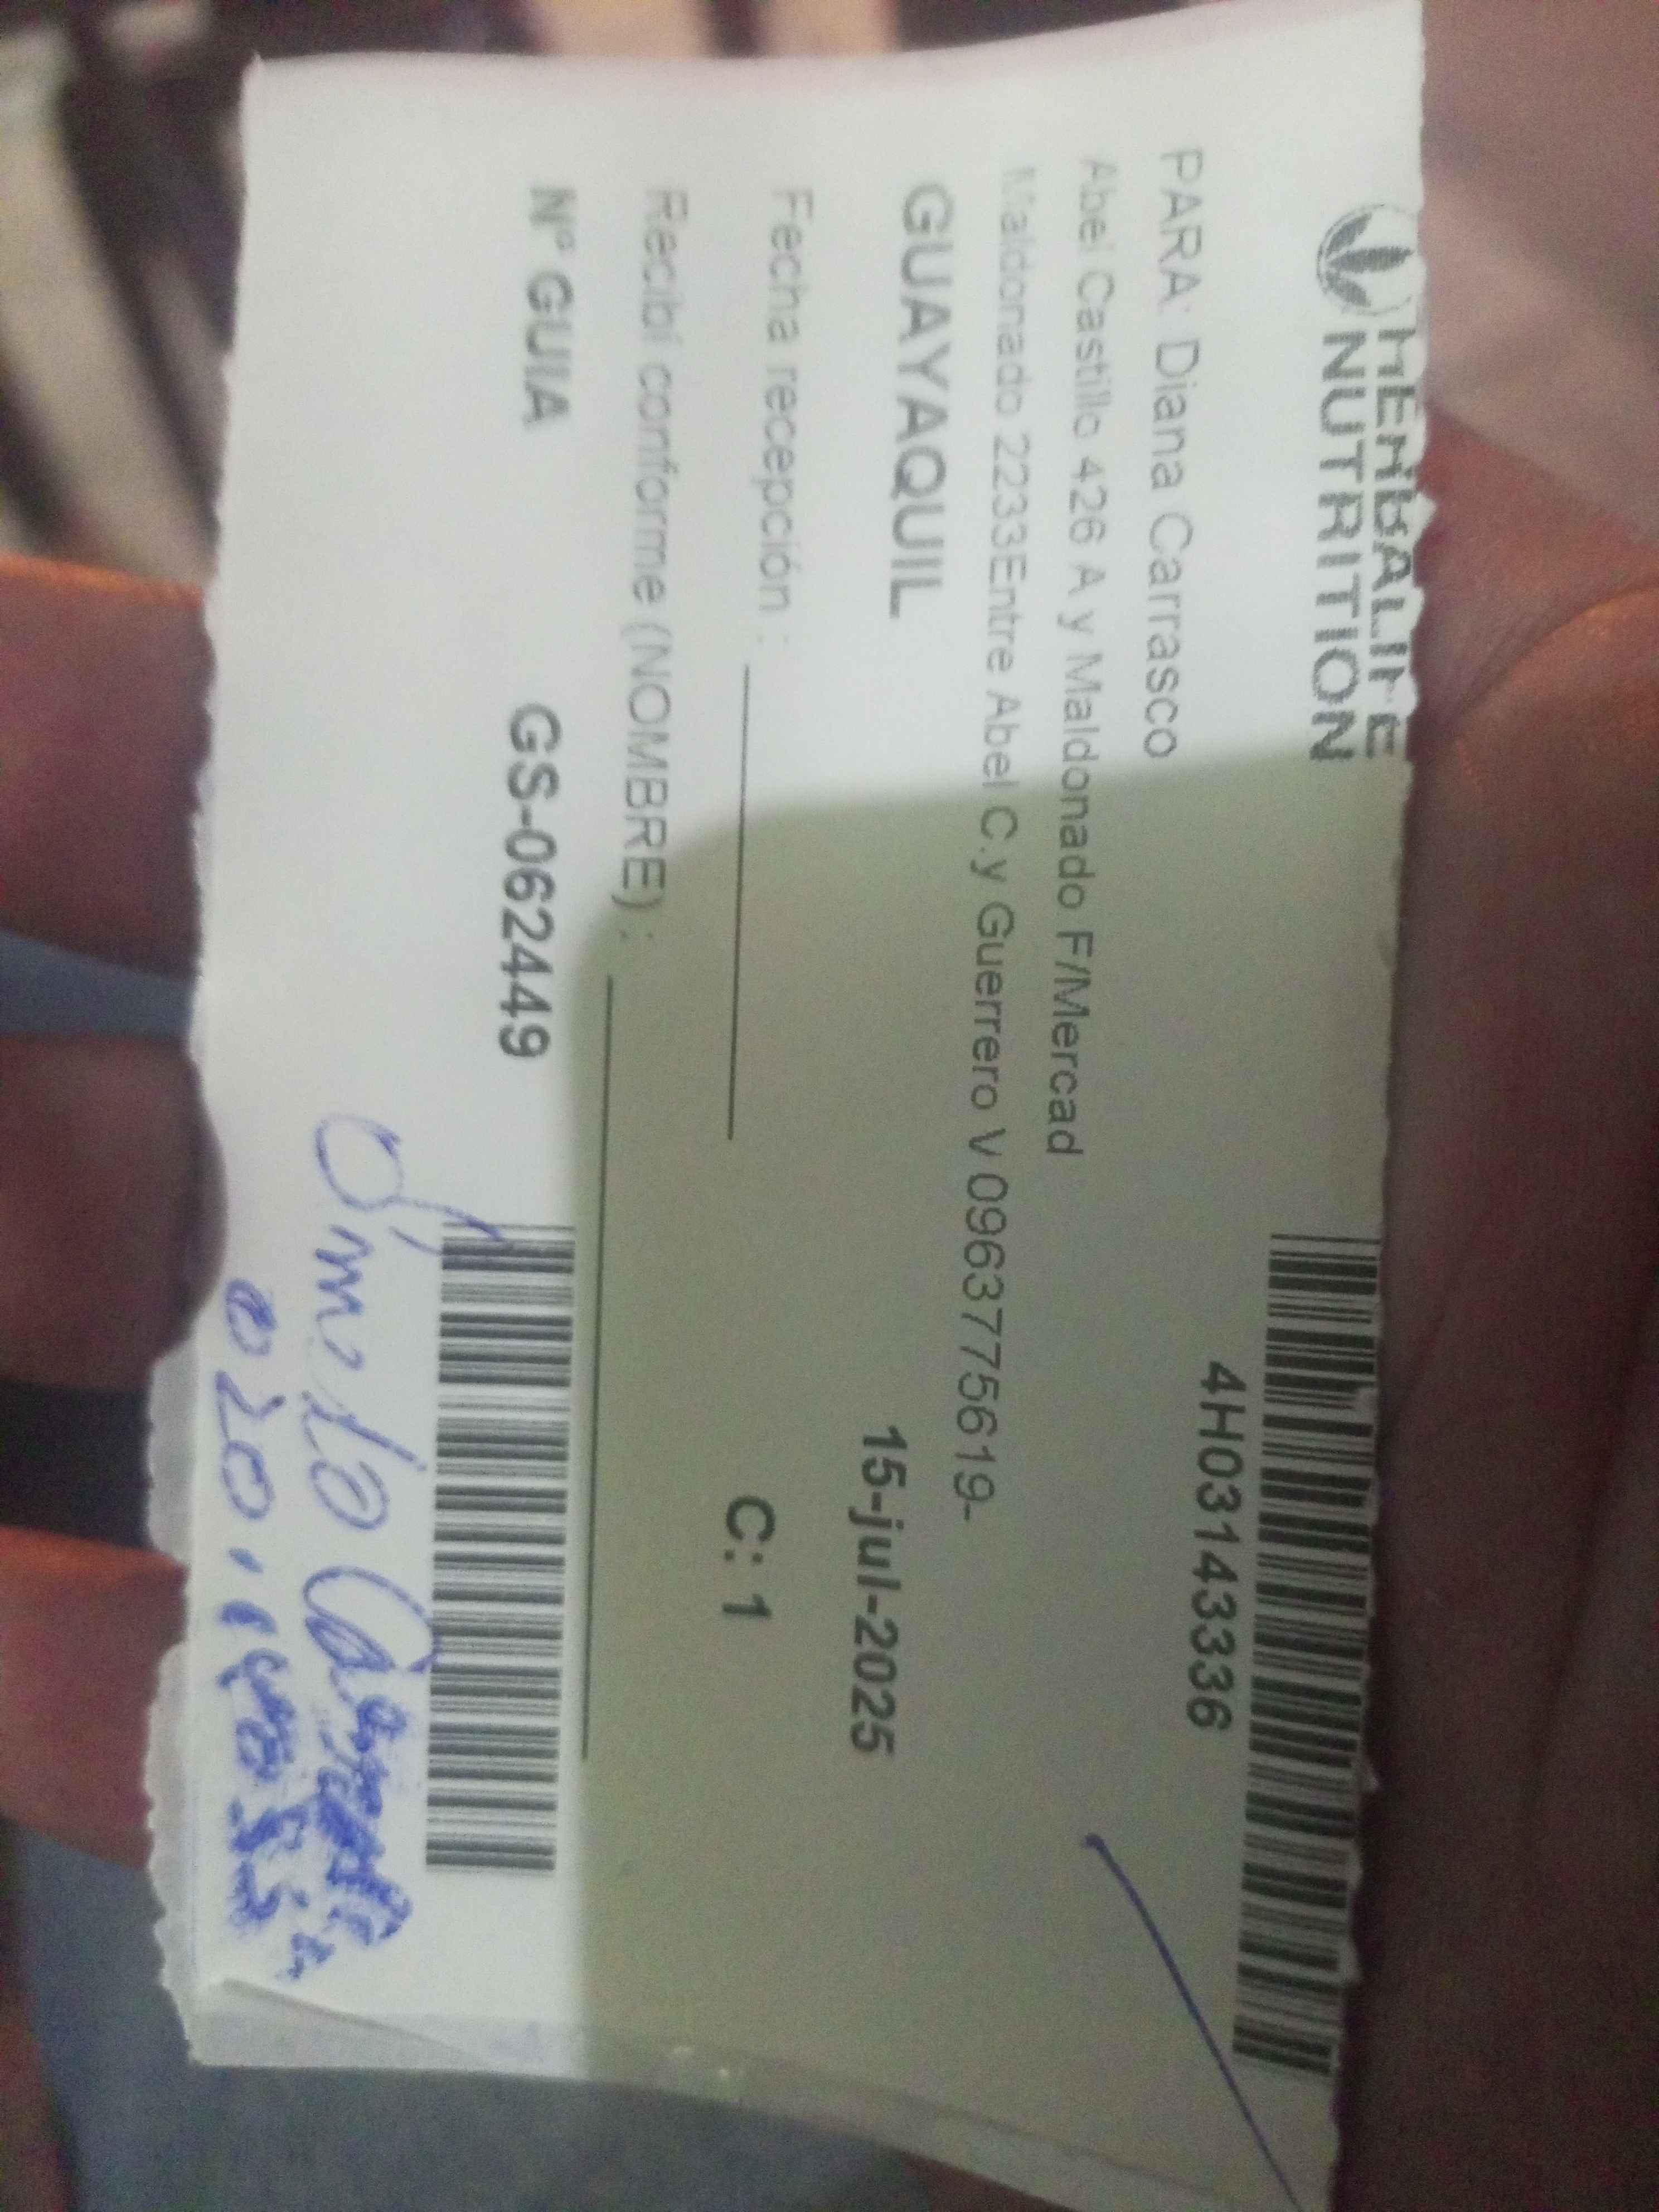 HERBALIFE
NUTRITION
4H03143336
PARA: Diana Carrasco
Abel Castillo 426 A y Maldonado F/Mercad
Maldonado 2233Entre Abel C.y Guerrero V 0963775619-
GUAYAQUIL 15-jul-2025
Fecha recepción : C: 1
Recibí conforme (NOMBRE) :
Nº GUIA GS-062449